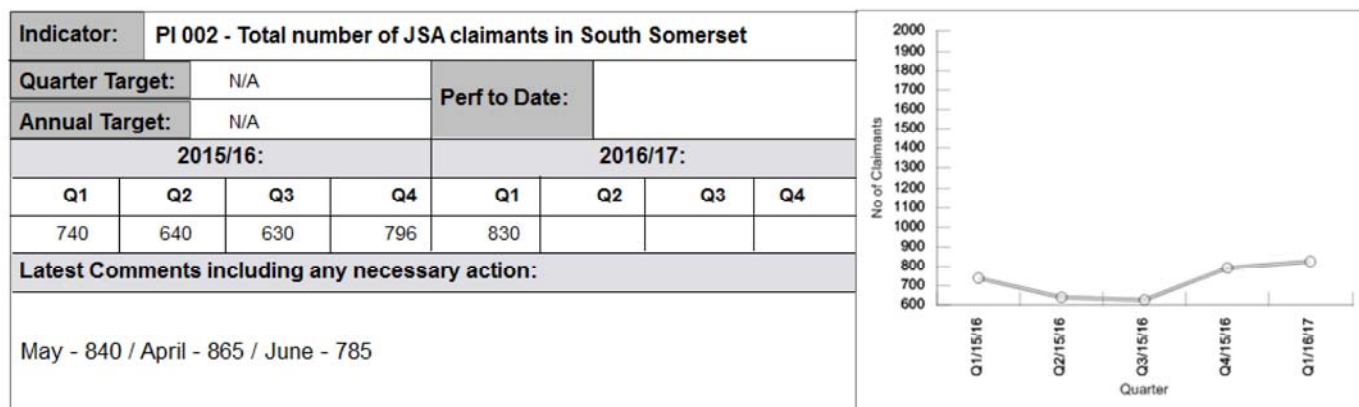 Indicator: PI 002 - Total number of JSA claimants in South Somerset
Quarter Target: N/A
Perf to Date:
Annual Target: N/A
2015/16: 2016/17:
Q1 Q2 Q3 Q4 Q1 Q2 Q3 Q4
740 640 630 796 830
Latest Comments including any necessary action:
May - 840 / April - 865 / June - 785
No of Claimants
2000
1900
1800
1700
1600
1500
1400
1300
1200
1100
1000
900
800
700
600
Q1/15/16 Q2/15/16 Q3/15/16 Q4/15/16 Q1/16/17
Quarter